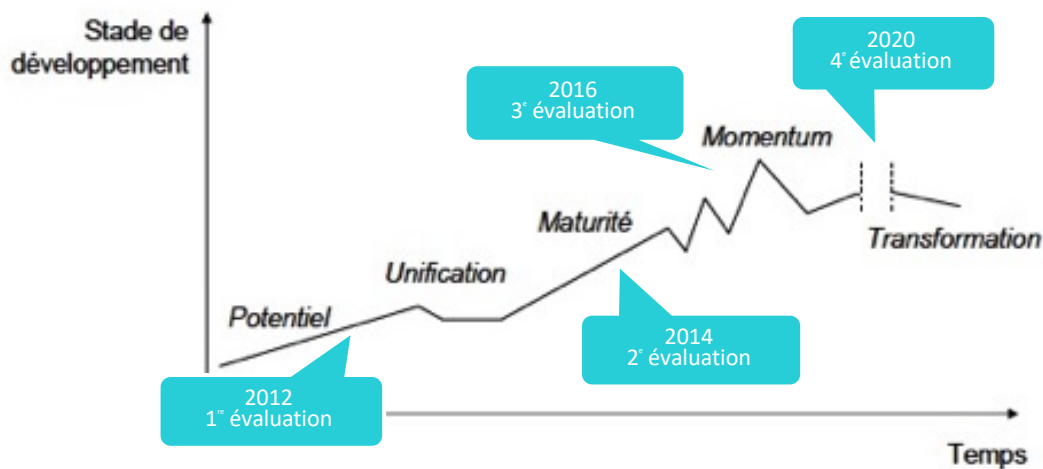 Stade de
développement
2020
4e évaluation
2016
3e évaluation
Momentum
Maturité
Transformation
Unification
Potentiel
2014
2e évaluation
2012
1re évaluation
Temps